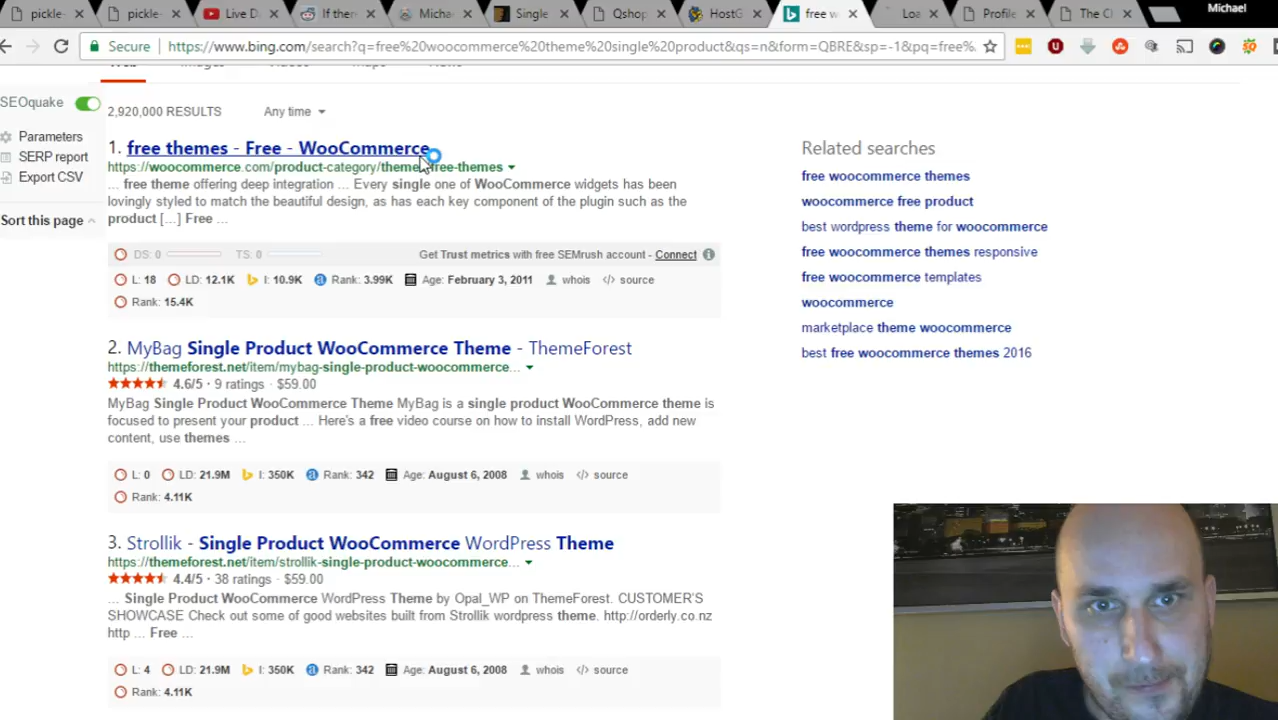 pickle-
pickle-
Live D
If ther
Micha
Single
Qshop
HostG
free w
Loa
Profile
The C
Michael
Secure
https://www.bing.com/search?q=free%20woocommerce%20theme%20single%20product&qs=n&form=QBRE&sp=-1&pq=free%
SEOquake
2,920,000 RESULTS
Any time
Parameters
SERP report
Export CSV
Sort this page
1. free themes - Free - WooCommerce
https://woocommerce.com/product-category/theme free-themes
... free theme offering deep integration ... Every single one of WooCommerce widgets has been
lovingly styled to match the beautiful design, as has each key component of the plugin such as the
product [...] Free ...
DS: 0 TS: 0 Get Trust metrics with free SEMrush account - Connect
L: 18 LD: 12.1K I: 10.9K Rank: 3.99K Age: February 3, 2011 whois </> source
Rank: 15.4K
2. MyBag Single Product WooCommerce Theme - ThemeForest
https://themeforest.net/item/mybag-single-product-woocommerce...
4.6/5 · 9 ratings · $59.00
MyBag Single Product WooCommerce Theme MyBag is a single product WooCommerce theme is
focused to present your product ... Here's a free video course on how to install WordPress, add new
content, use themes ...
L: 0 LD: 21.9M I: 350K Rank: 342 Age: August 6, 2008 whois </> source
Rank: 4.11K
3. Strollik - Single Product WooCommerce WordPress Theme
https://themeforest.net/item/strollik-single-product-woocommerce...
4.4/5 · 38 ratings · $59.00
... Single Product WooCommerce WordPress Theme by Opal_WP on ThemeForest. CUSTOMER'S
SHOWCASE Check out some of good websites built from Strollik wordpress theme. http://orderly.co.nz
http ... Free ...
L: 4 LD: 21.9M I: 350K Rank: 342 Age: August 6, 2008 whois </> source
Rank: 4.11K
Related searches
free woocommerce themes
woocommerce free product
best wordpress theme for woocommerce
free woocommerce themes responsive
free woocommerce templates
woocommerce
marketplace theme woocommerce
best free woocommerce themes 2016